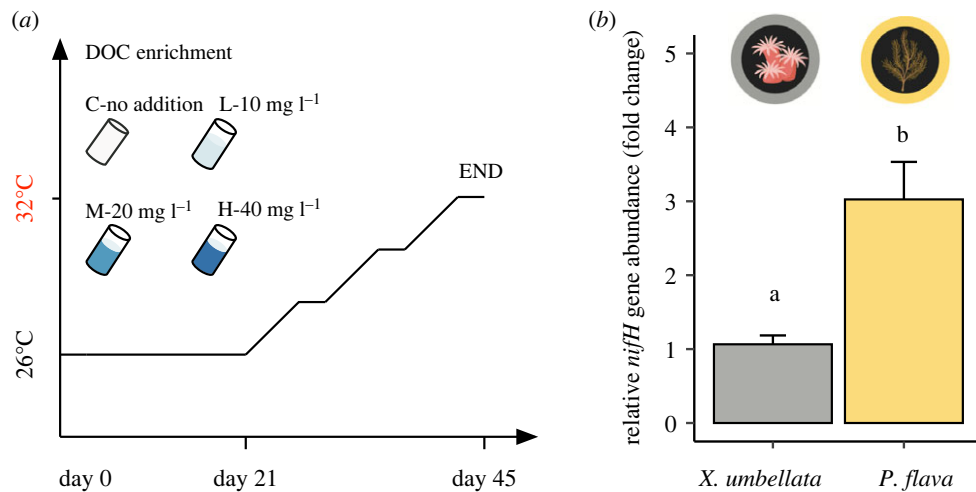 (a)
DOC enrichment
C-no addition
L-10 mg l⁻¹
M-20 mg l⁻¹
H-40 mg l⁻¹
END
32°C
26°C
day 0
day 21
day 45
(b)
relative nifH gene abundance (fold change)
5
4
3
2
1
0
a
b
X. umbellata
P. flava